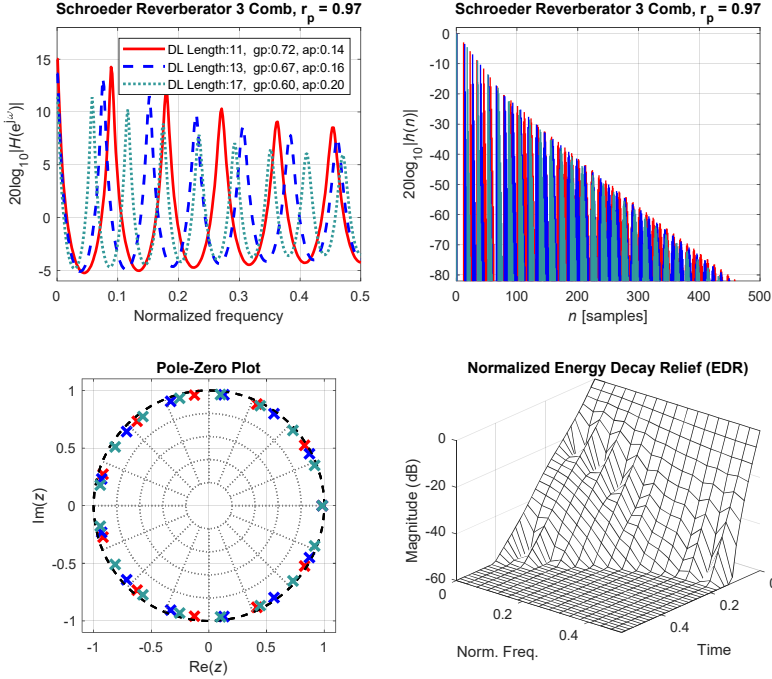 Schroeder Reverberator 3 Comb, r_p = 0.97
20log_10|H(e^jω)|
15
10
5
0
-5
DL Length:11, gp:0.72, ap:0.14
DL Length:13, gp:0.67, ap:0.16
DL Length:17, gp:0.60, ap:0.20
0
0.1
0.2
0.3
0.4
0.5
Normalized frequency
Schroeder Reverberator 3 Comb, r_p = 0.97
20log_10|h(n)|
0
-10
-20
-30
-40
-50
-60
-70
-80
0
100
200
300
400
500
n [samples]
Pole-Zero Plot
Im(z)
1
0.5
0
-0.5
-1
-1
-0.5
0
0.5
1
Re(z)
Normalized Energy Decay Relief (EDR)
Magnitude (dB)
0
-20
-40
-60
0
0.2
0.4
Norm. Freq.
0
0.2
0.4
Time